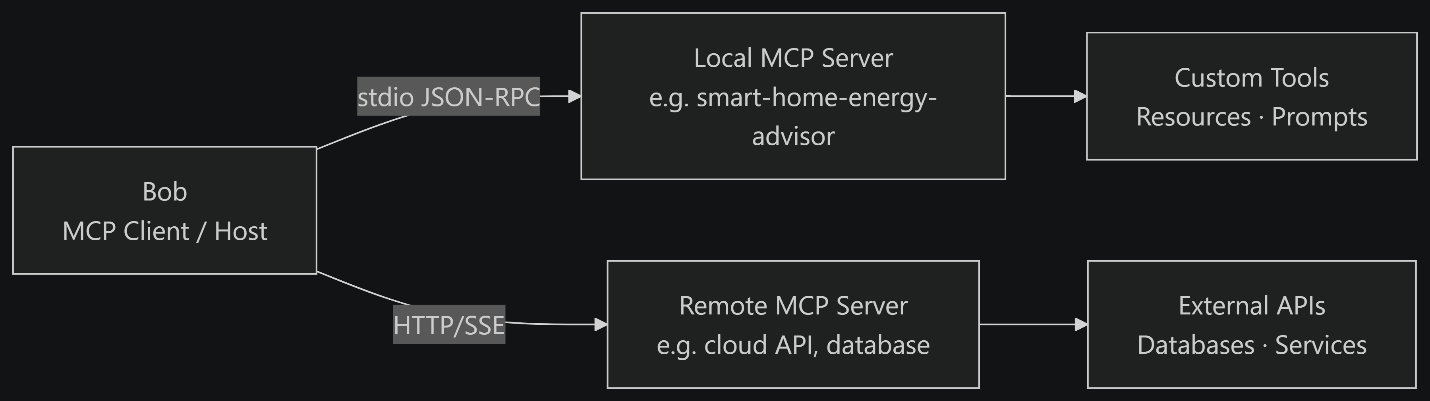 Bob
MCP Client / Host
stdio JSON-RPC
Local MCP Server
e.g. smart-home-energy-
advisor
Custom Tools
Resources · Prompts
HTTP/SSE
Remote MCP Server
e.g. cloud API, database
External APIs
Databases · Services